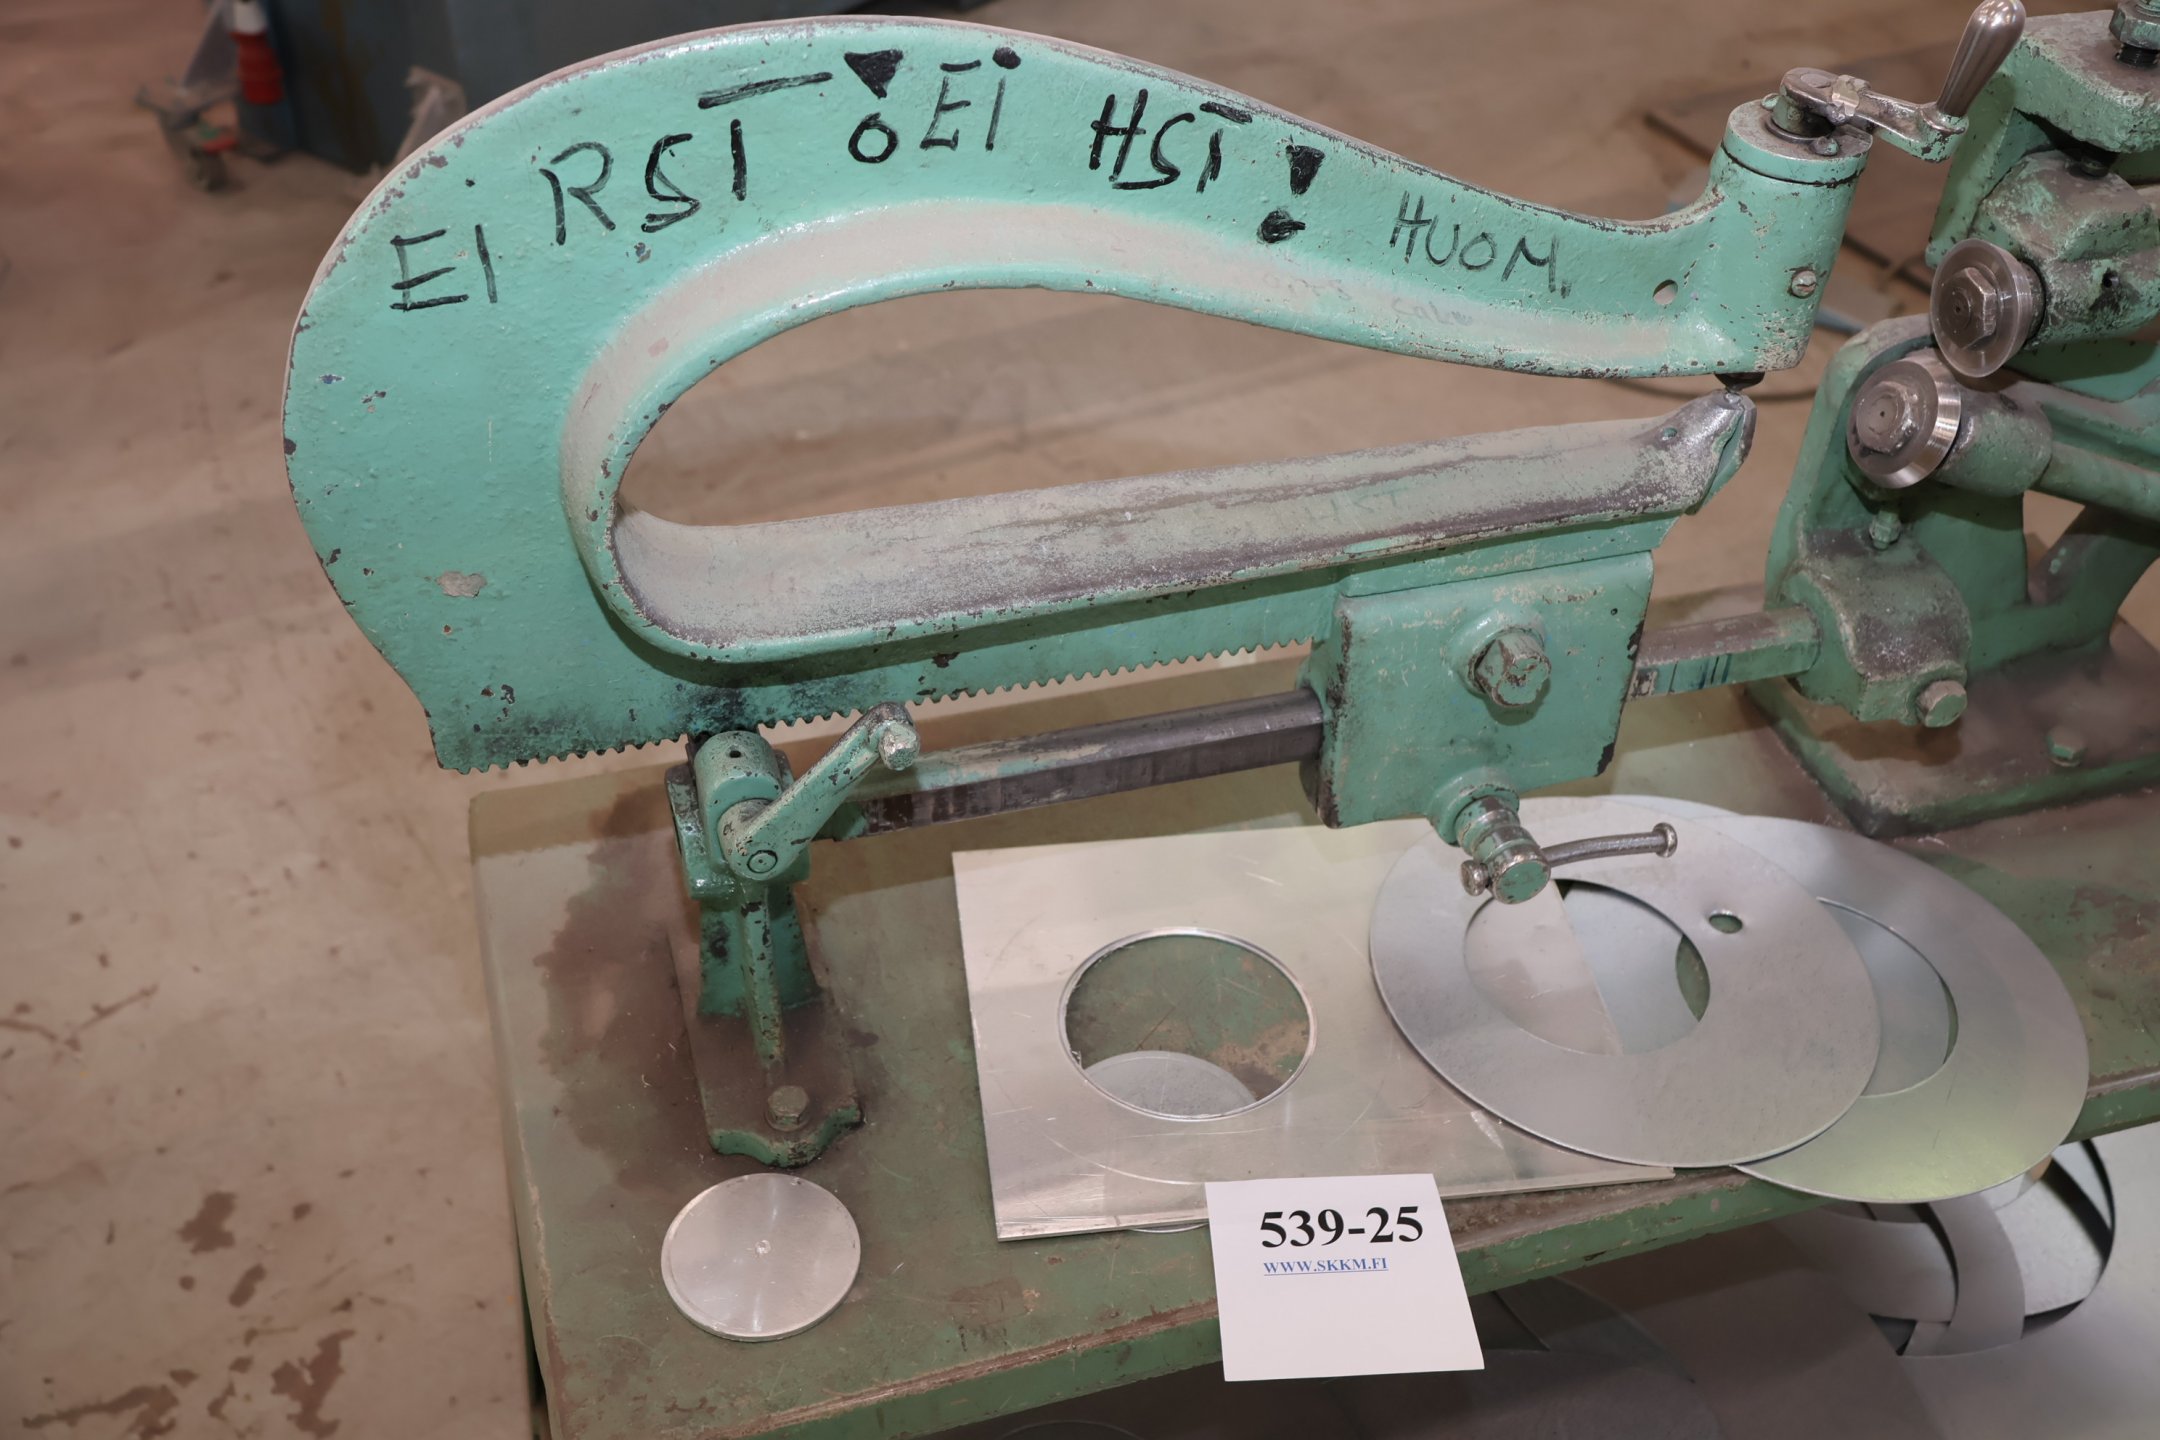 EI RST! EI HST! HUOM.
539-25
WWW.SKKM.FI